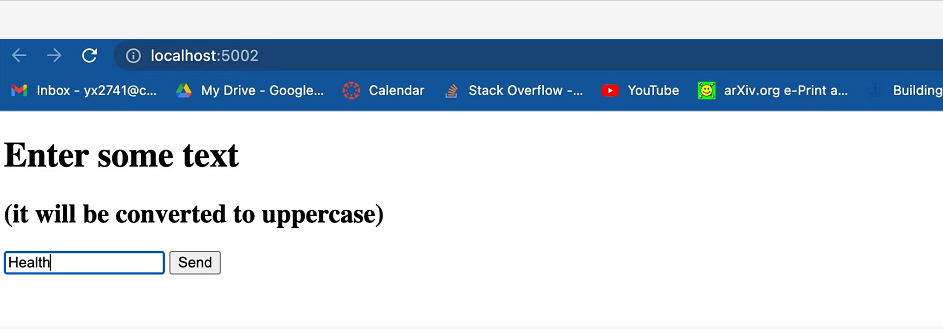 localhost:5002
Inbox - yx2741@c... My Drive - Google... Calendar Stack Overflow -... YouTube arXiv.org e-Print a... Building
Enter some text
(it will be converted to uppercase)
Health Send